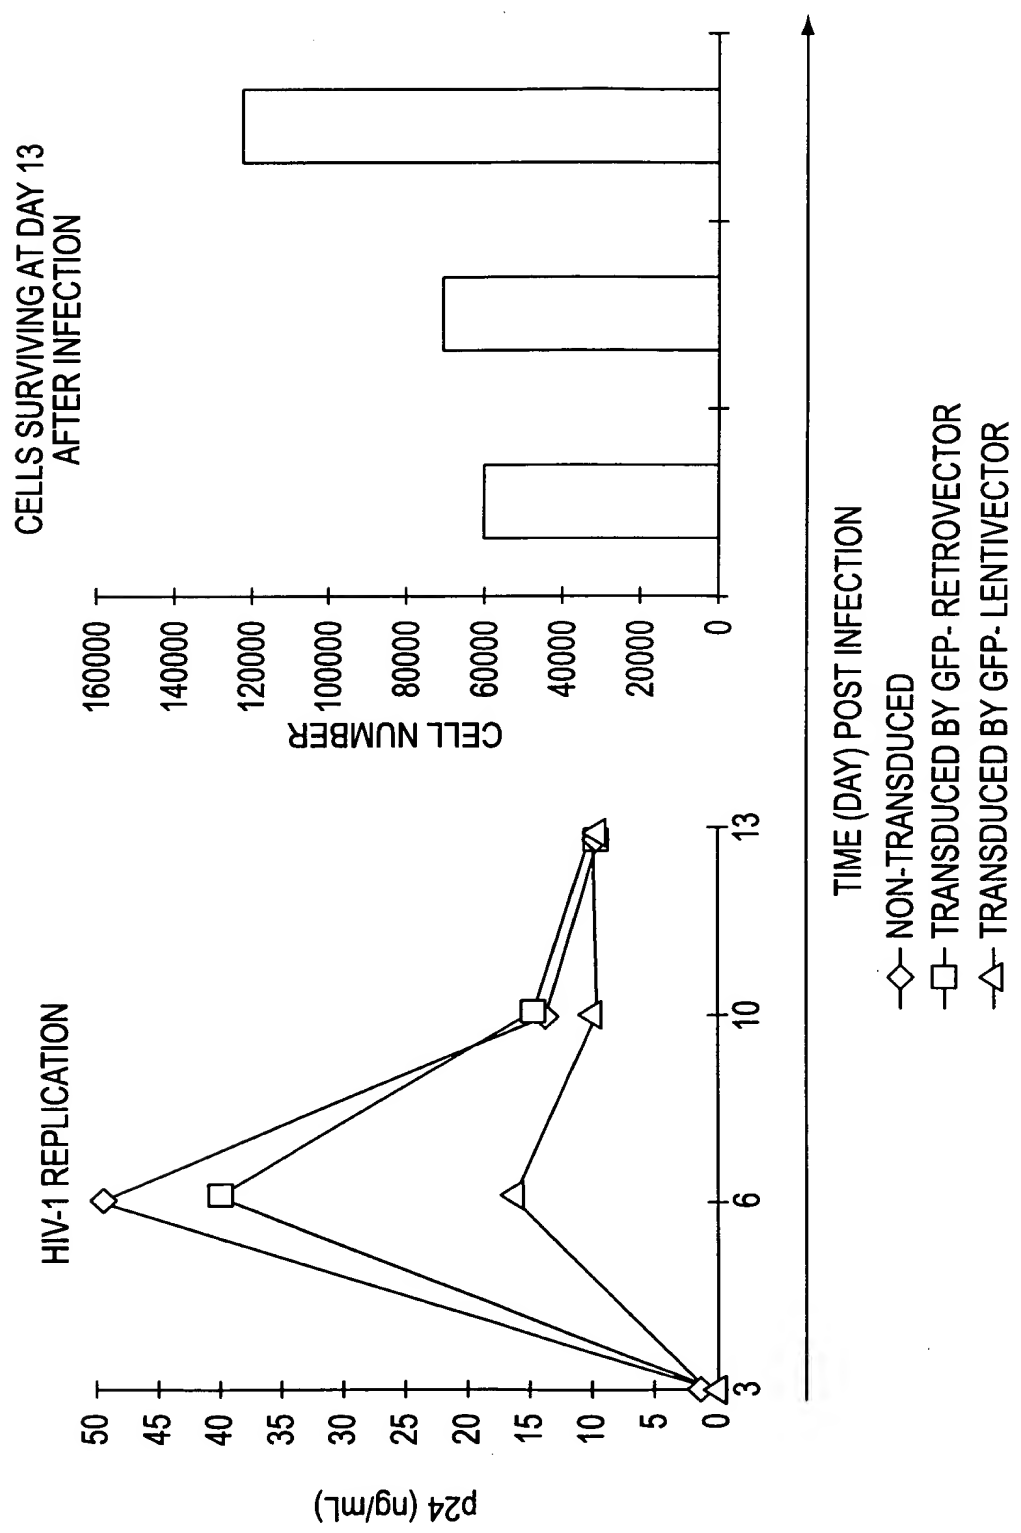 HIV-1 REPLICATION
p24 (ng/mL)
50
45
40
35
30
25
20
15
10
5
0
3
6
10
13
CELLS SURVIVING AT DAY 13
AFTER INFECTION
CELL NUMBER
160000
140000
120000
100000
80000
60000
40000
20000
0
TIME (DAY) POST INFECTION
NON-TRANSDUCED
TRANSDUCED BY GFP- RETROVECTOR
TRANSDUCED BY GFP- LENTIVECTOR